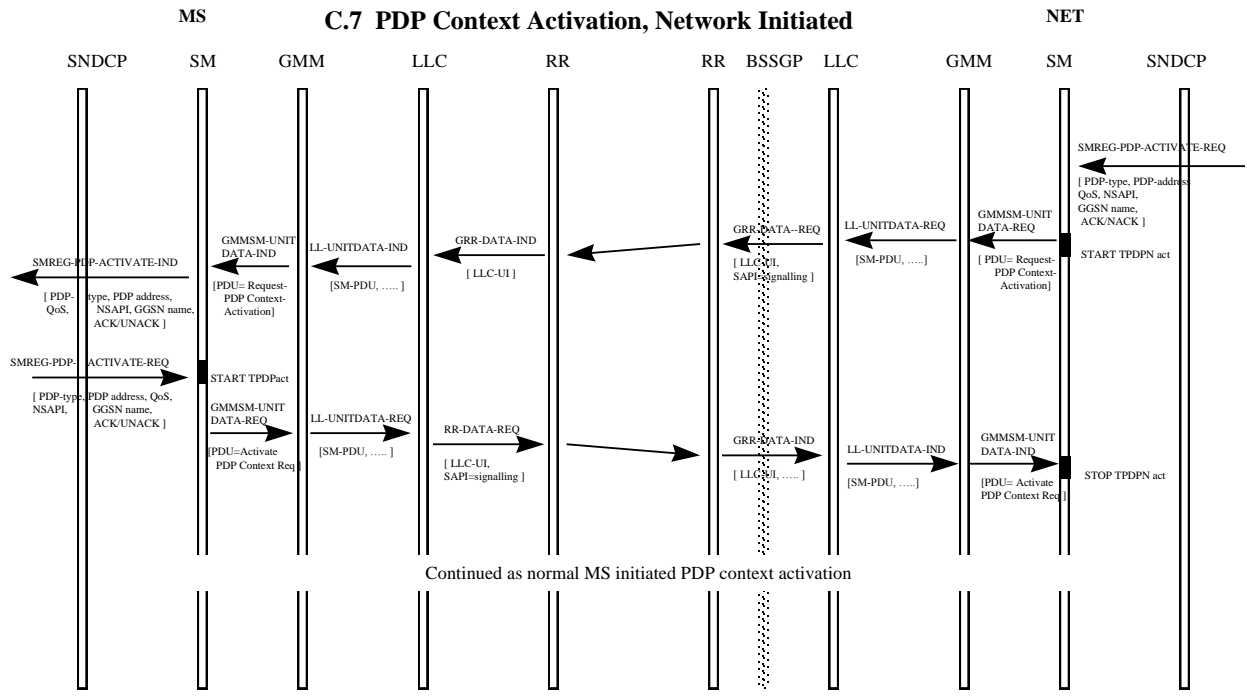 MS
C.7 PDP Context Activation, Network Initiated
NET
SNDCP SM GMM LLC RR RR BSSGP LLC GMM SM SNDCP
SMREG-PDP-ACTIVATE-REQ
[ PDP-type, PDP-address
QoS, NSAPI,
GGSN name,
ACK/NACK ]
GMMSM-UNIT
DATA-REQ
[ PDU= Request-
PDP Context-
Activation]
START TPDPN act
LL-UNITDATA-REQ
[SM-PDU, …..]
GRR-DATA--REQ
[ LLC-UI,
SAPI=signalling ]
GRR-DATA-IND
[ LLC-UI ]
LL-UNITDATA-IND
[SM-PDU, ….. ]
GMMSM-UNIT
DATA-IND
[PDU= Request-
PDP Context-
Activation]
SMREG-PDP-ACTIVATE-IND
[ PDP- type, PDP address,
QoS, NSAPI, GGSN name,
ACK/UNACK ]
SMREG-PDP- ACTIVATE-REQ
[ PDP-type, PDP address, QoS,
NSAPI, GGSN name,
ACK/UNACK ]
START TPDPact
GMMSM-UNIT
DATA-REQ
[PDU=Activate
PDP Context Req ]
LL-UNITDATA-REQ
[SM-PDU, ….. ]
RR-DATA-REQ
[ LLC-UI,
SAPI=signalling ]
GRR-DATA-IND
[ LLC-UI, ….. ]
LL-UNITDATA-IND
[SM-PDU, …..]
GMMSM-UNIT
DATA-IND
[PDU= Activate
PDP Context Req ]
STOP TPDPN act
Continued as normal MS initiated PDP context activation